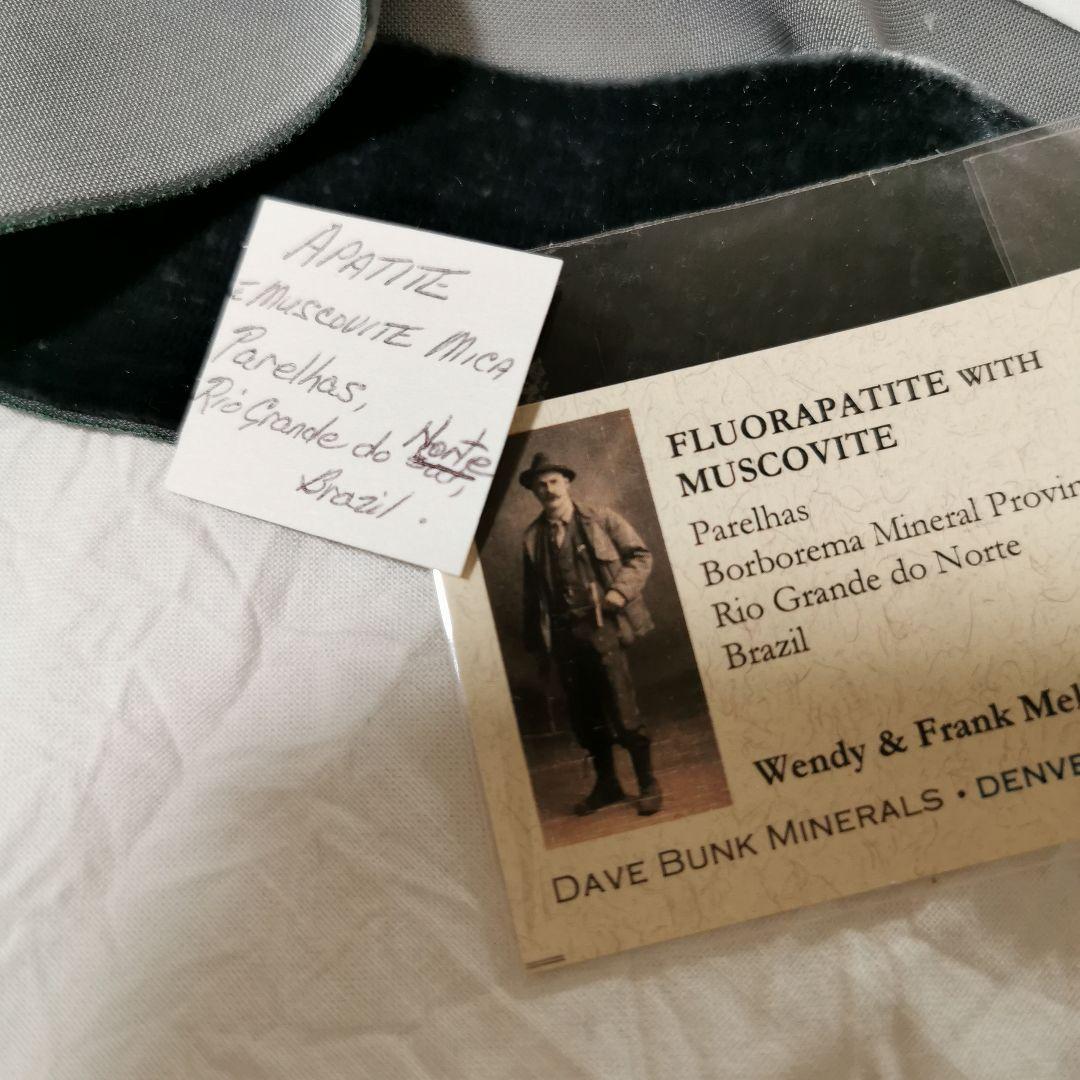 APATITE
c̄ MUSCOVITE MICA
Parelhas,
Rio Grande do Norte
Brazil.
FLUORAPATITE WITH
MUSCOVITE
Parelhas
Borborema Mineral Provin
Rio Grande do Norte
Brazil
Wendy & Frank Mel
DAVE BUNK MINERALS • DENVE